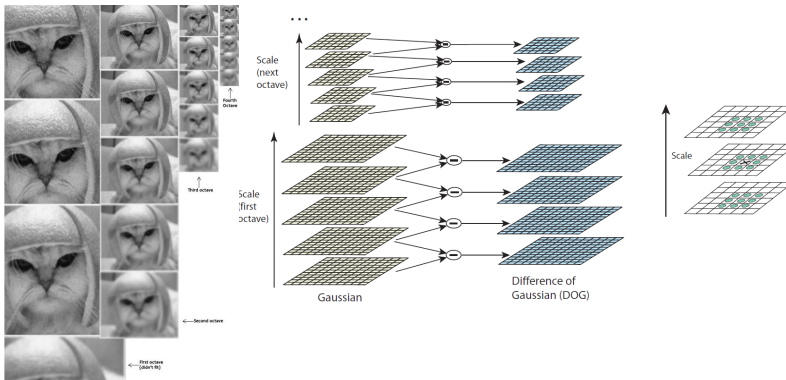 Fourth
Octave
Third octave
Second octave
First octave
(didn't fit)
...
Scale
(next
octave)
Scale
(first
octave)
Gaussian
Difference of
Gaussian (DOG)
Scale